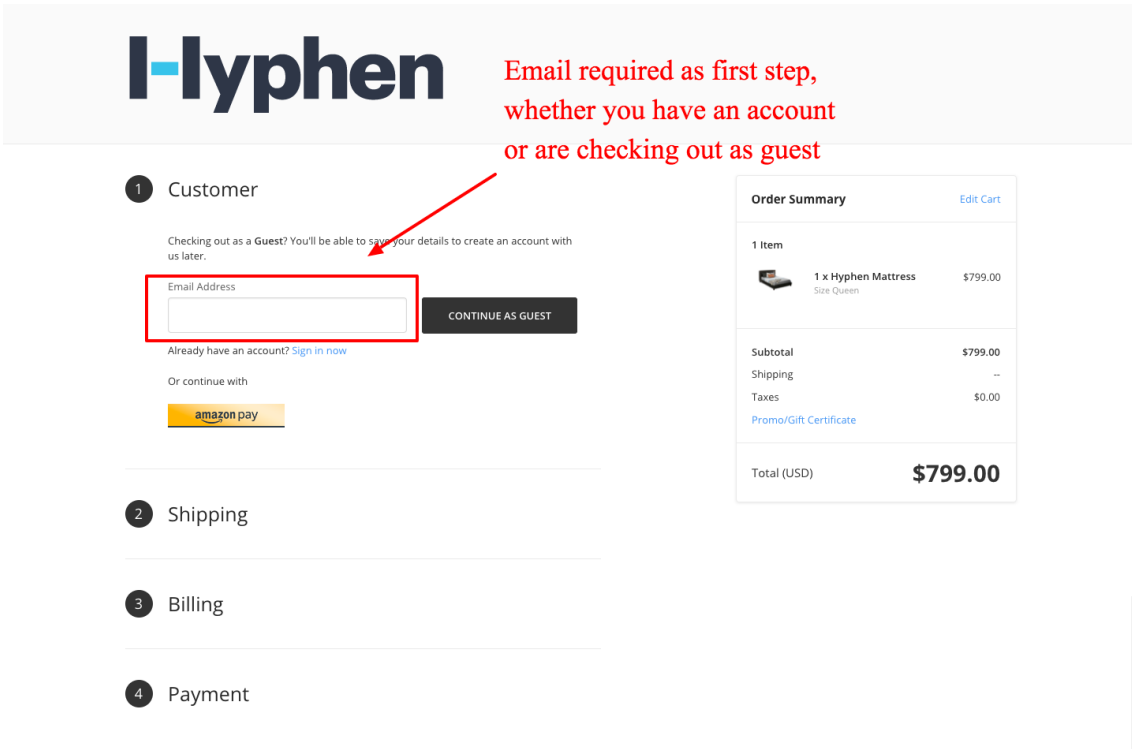 Hyphen
Email required as first step,
whether you have an account
or are checking out as guest
1 Customer
Checking out as a Guest? You'll be able to save your details to create an account with
us later.
Email Address
CONTINUE AS GUEST
Already have an account? Sign in now
Or continue with
amazon pay
2 Shipping
3 Billing
4 Payment
Order Summary Edit Cart
1 Item
1 x Hyphen Mattress $799.00
Size Queen
Subtotal $799.00
Shipping --
Taxes $0.00
Promo/Gift Certificate
Total (USD) $799.00